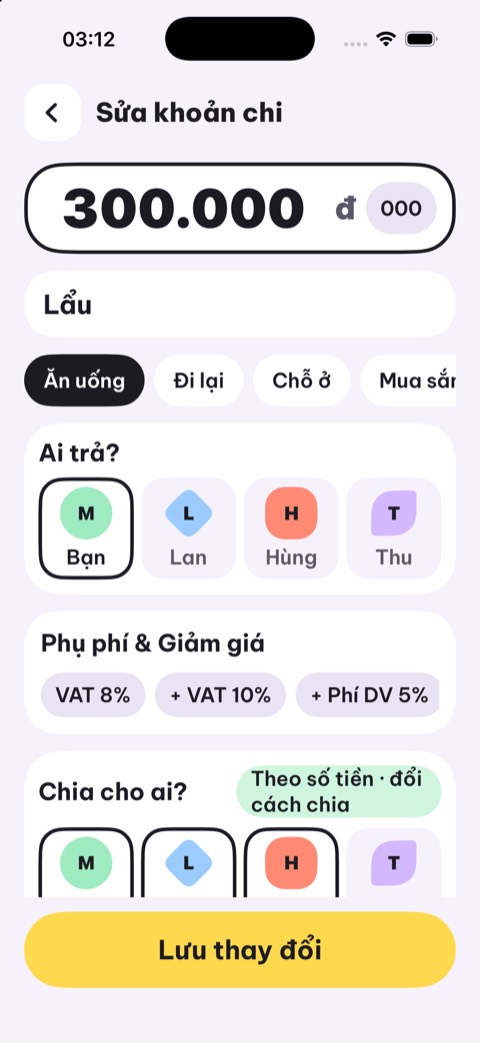 03:12
Sửa khoản chi
300.000 đ 000
Lẩu
Ăn uống Đi lại Chỗ ở Mua sắr
Ai trả?
M L H T
Bạn Lan Hùng Thu
Phụ phí & Giảm giá
VAT 8% + VAT 10% + Phí DV 5%
Chia cho ai? Theo số tiền · đổi
cách chia
M L H T
Lưu thay đổi